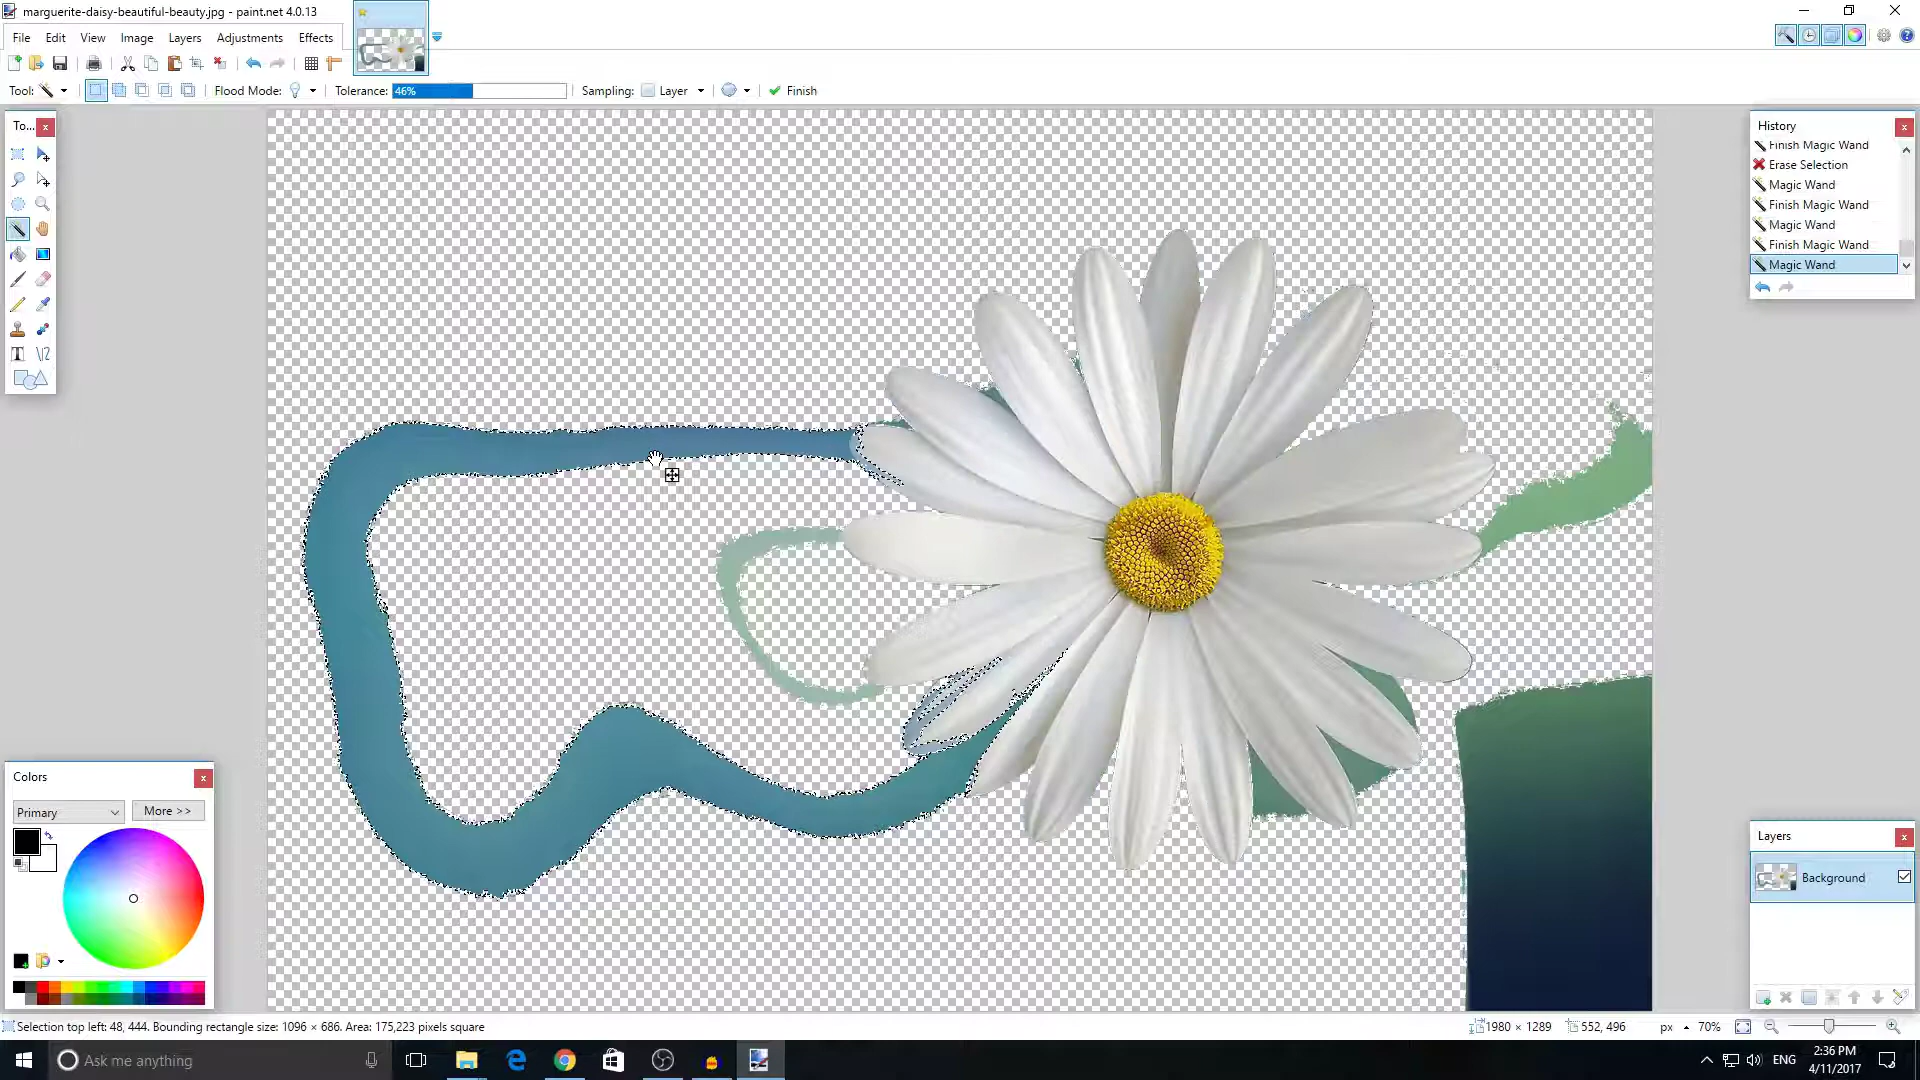 marguerite-daisy-beautiful-beauty.jpg - paint.net 4.0.13
File Edit View Image Layers Adjustments Effects
Tool: Flood Mode: Tolerance: 46% Sampling: Layer Finish
To...
History
Finish Magic Wand
Erase Selection
Magic Wand
Finish Magic Wand
Magic Wand
Finish Magic Wand
Magic Wand
Colors
Primary More >>
Layers
Background
Selection top left: 48, 444. Bounding rectangle size: 1096 × 686. Area: 175,223 pixels square
1980 × 1289 552, 496 px 70%
Ask me anything
ENG
2:36 PM
4/11/2017